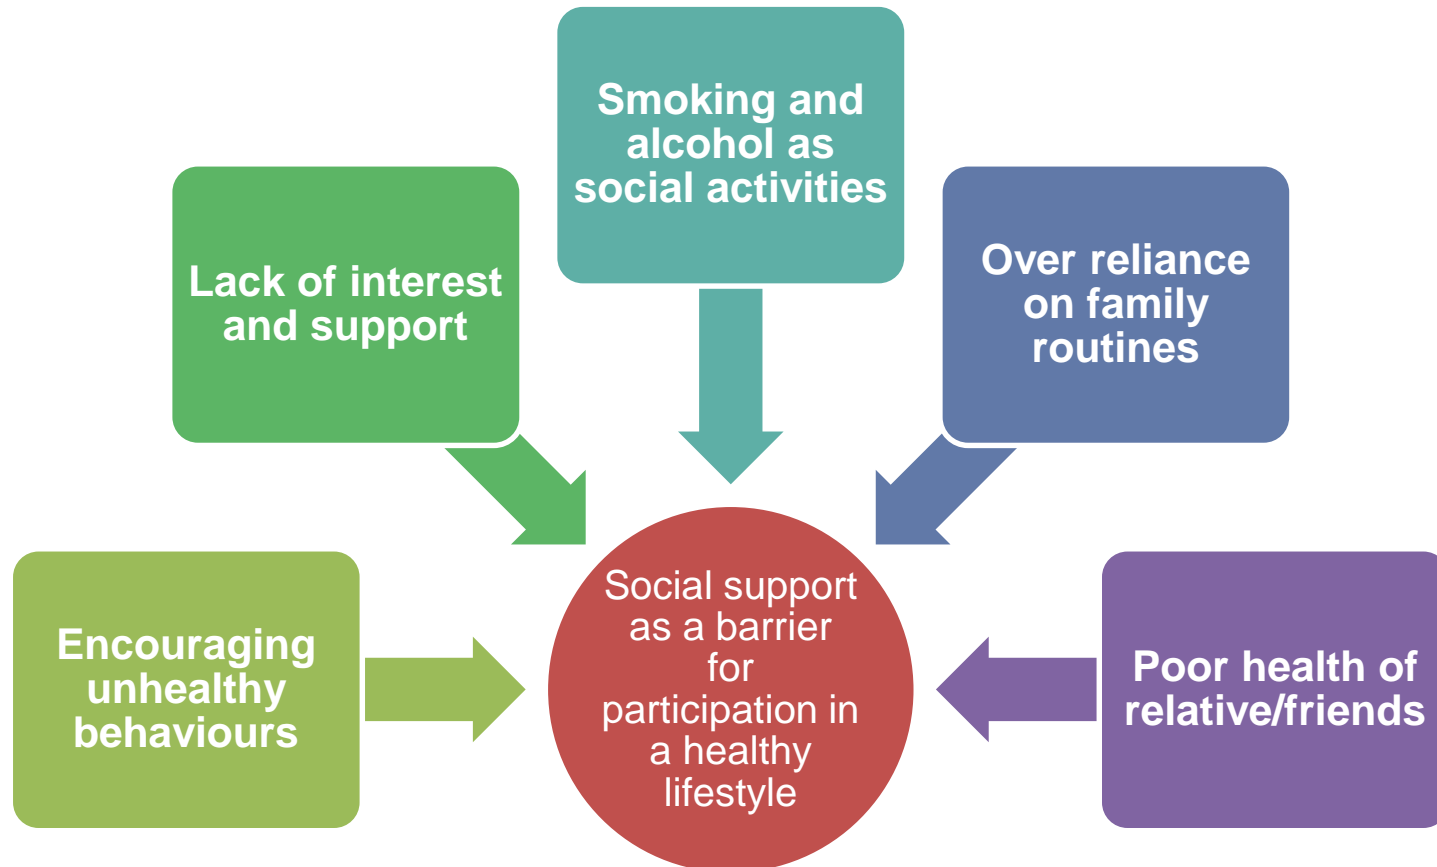 Smoking and
alcohol as
social activities
Lack of interest
and support
Over reliance
on family
routines
Encouraging
unhealthy
behaviours
Social support
as a barrier
for
participation in
a healthy
lifestyle
Poor health of
relative/friends